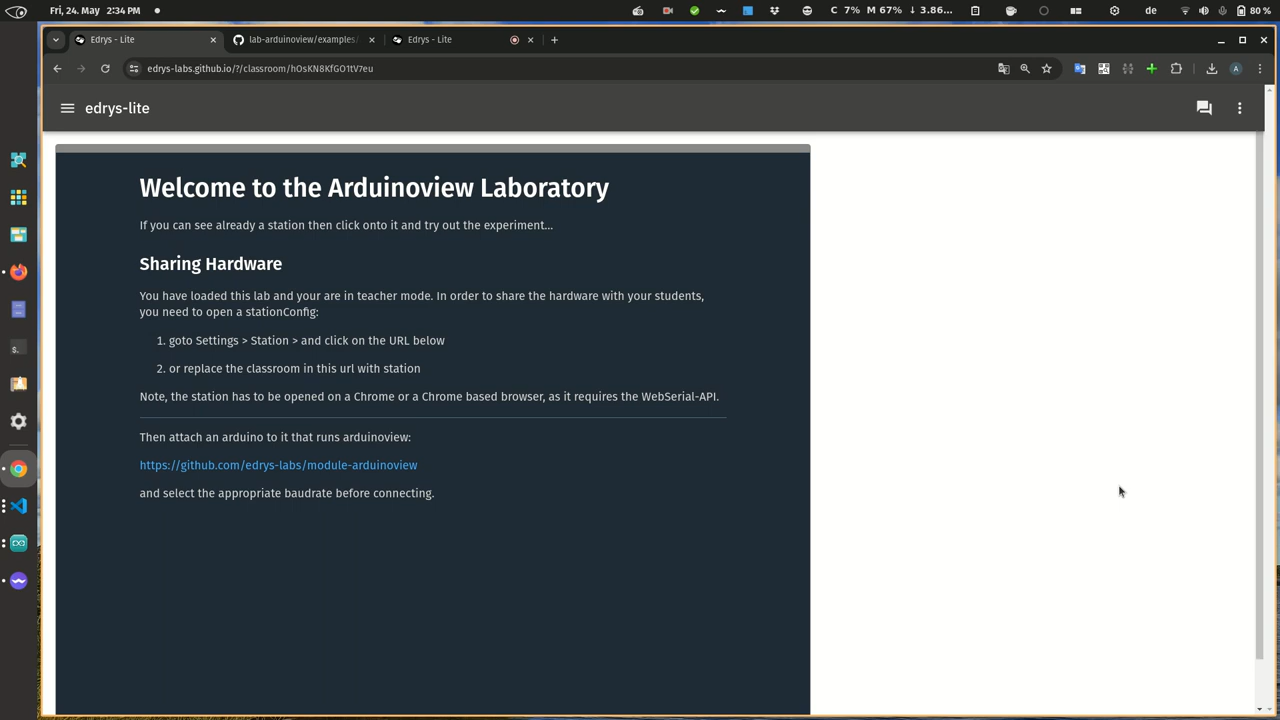 Fri, 24. May 2:34 PM
C 7% M 67% ↓ 3.86...
de
80 %
Edrys - Lite
lab-arduinoview/examples/
Edrys - Lite
edrys-labs.github.io/?/classroom/hOsKN8KfGO1tV7eu
A
edrys-lite
Welcome to the Arduinoview Laboratory
If you can see already a station then click onto it and try out the experiment...
Sharing Hardware
You have loaded this lab and your are in teacher mode. In order to share the hardware with your students,
you need to open a stationConfig:
1. goto Settings > Station > and click on the URL below
2. or replace the classroom in this url with station
Note, the station has to be opened on a Chrome or a Chrome based browser, as it requires the WebSerial-API.
Then attach an arduino to it that runs arduinoview:
https://github.com/edrys-labs/module-arduinoview
and select the appropriate baudrate before connecting.